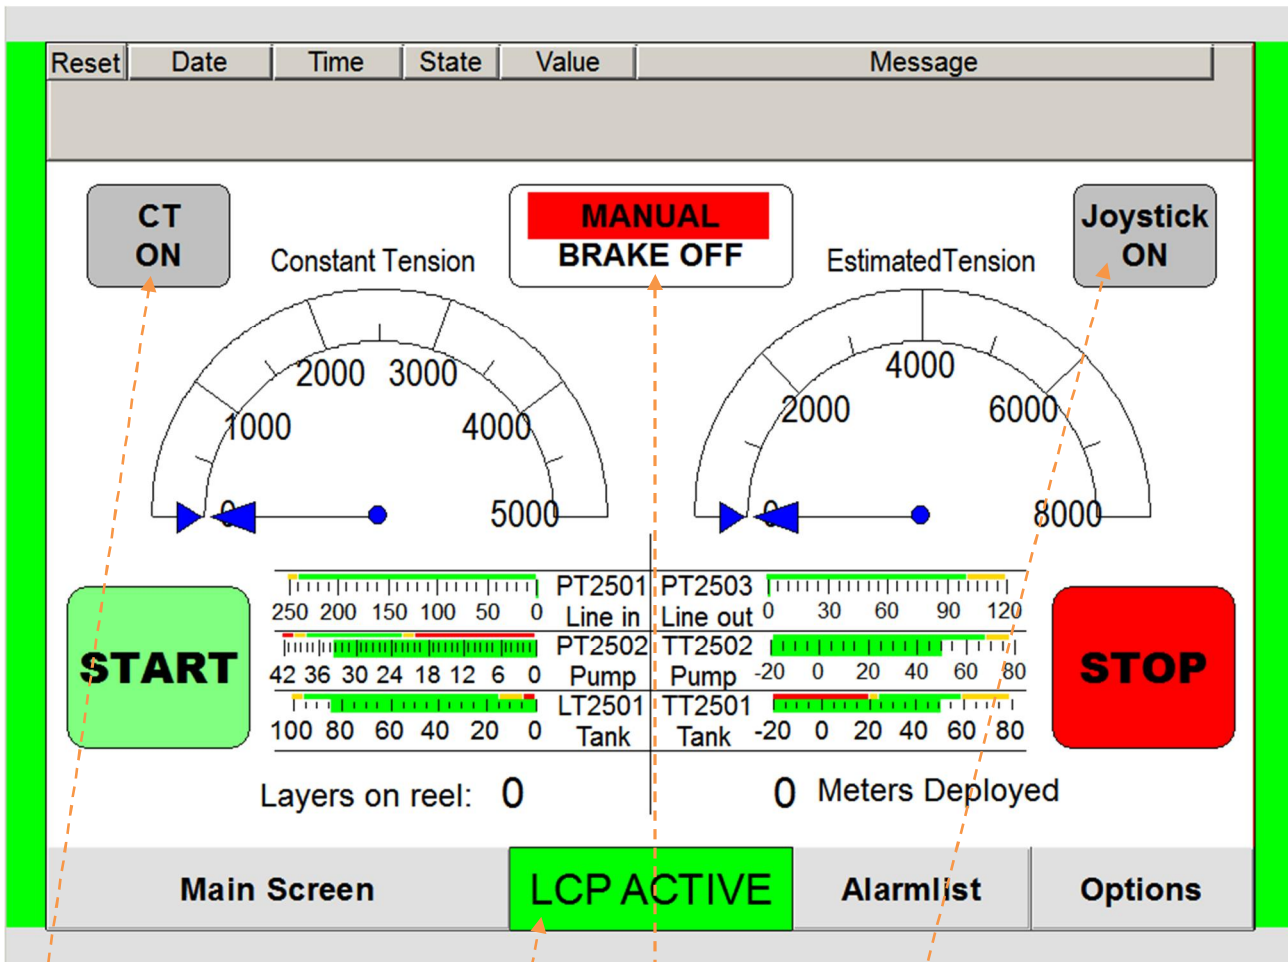 Reset Date Time State Value Message
CT
ON
MANUAL
BRAKE OFF
Joystick
ON
Constant Tension
EstimatedTension
0 1000 2000 3000 4000 5000
0 2000 4000 6000 8000
START
250 200 150 100 50 0
PT2501
Line in
PT2503
Line out
0 30 60 90 120
42 36 30 24 18 12 6 0
PT2502
Pump
TT2502
Pump
-20 0 20 40 60 80
100 80 60 40 20 0
LT2501
Tank
TT2501
Tank
-20 0 20 40 60 80
STOP
Layers on reel: 0
0 Meters Deployed
Main Screen LCP ACTIVE Alarmlist Options